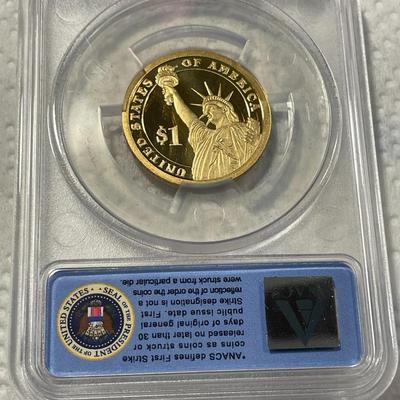 UNITED STATES OF AMERICA
$1
*ANACS defines First Strike
coins as coins struck or
released no later than 30
days of original general
public issue date. First
Strike designation is not a
reflection of the order the coins
were struck from a particular die.
SEAL OF THE PRESIDENT OF THE UNITED STATES